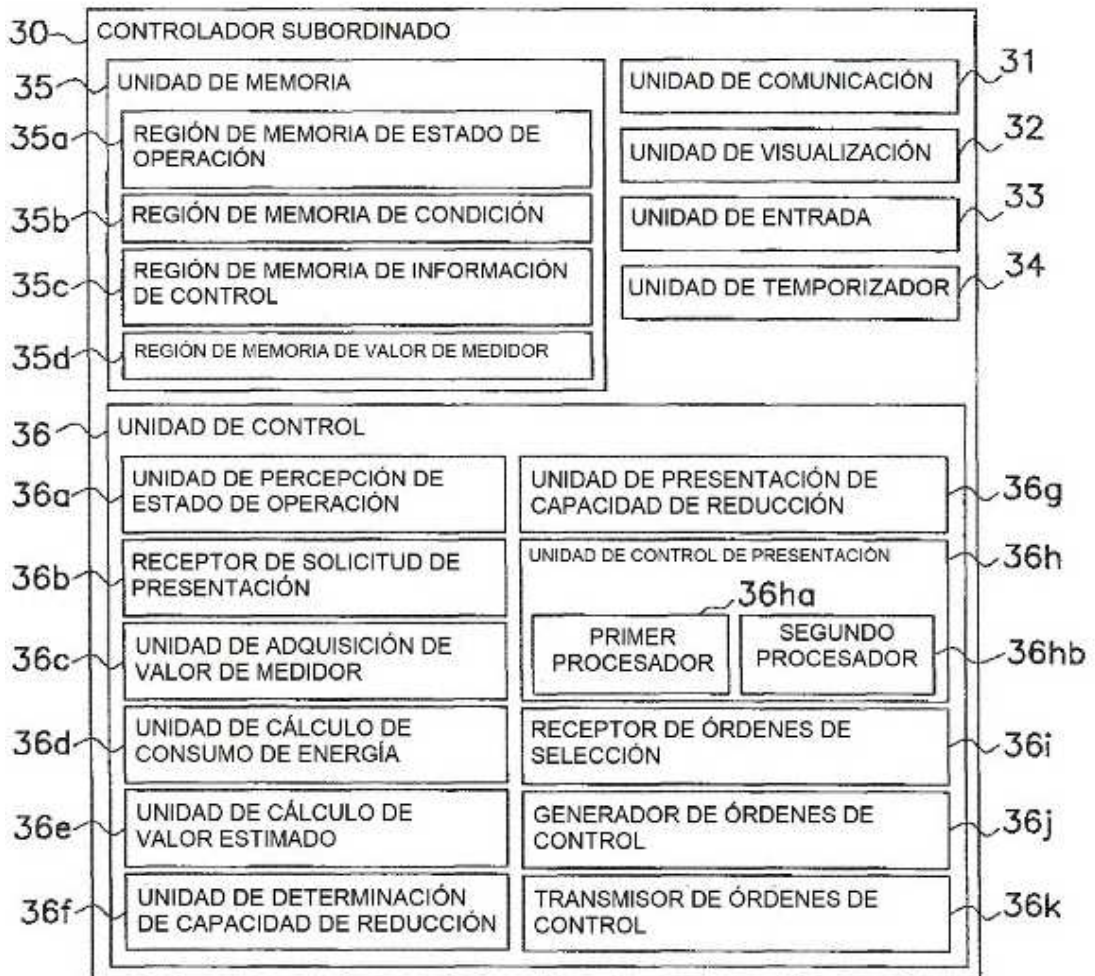 30 CONTROLADOR SUBORDINADO
35 UNIDAD DE MEMORIA
35a REGIÓN DE MEMORIA DE ESTADO DE
OPERACIÓN
35b REGIÓN DE MEMORIA DE CONDICIÓN
35c REGIÓN DE MEMORIA DE INFORMACIÓN
DE CONTROL
35d REGIÓN DE MEMORIA DE VALOR DE MEDIDOR
UNIDAD DE COMUNICACIÓN 31
UNIDAD DE VISUALIZACIÓN 32
UNIDAD DE ENTRADA 33
UNIDAD DE TEMPORIZADOR 34
36 UNIDAD DE CONTROL
36a UNIDAD DE PERCEPCIÓN DE
ESTADO DE OPERACIÓN
36b RECEPTOR DE SOLICITUD DE
PRESENTACIÓN
36c UNIDAD DE ADQUISICIÓN DE
VALOR DE MEDIDOR
36d UNIDAD DE CÁLCULO DE
CONSUMO DE ENERGÍA
36e UNIDAD DE CÁLCULO DE
VALOR ESTIMADO
36f UNIDAD DE DETERMINACIÓN
DE CAPACIDAD DE REDUCCIÓN
UNIDAD DE PRESENTACIÓN DE
CAPACIDAD DE REDUCCIÓN 36g
UNIDAD DE CONTROL DE PRESENTACIÓN 36h
36ha
PRIMER
PROCESADOR
SEGUNDO
PROCESADOR 36hb
RECEPTOR DE ÓRDENES DE
SELECCIÓN 36i
GENERADOR DE ÓRDENES DE
CONTROL 36j
TRANSMISOR DE ÓRDENES DE
CONTROL 36k